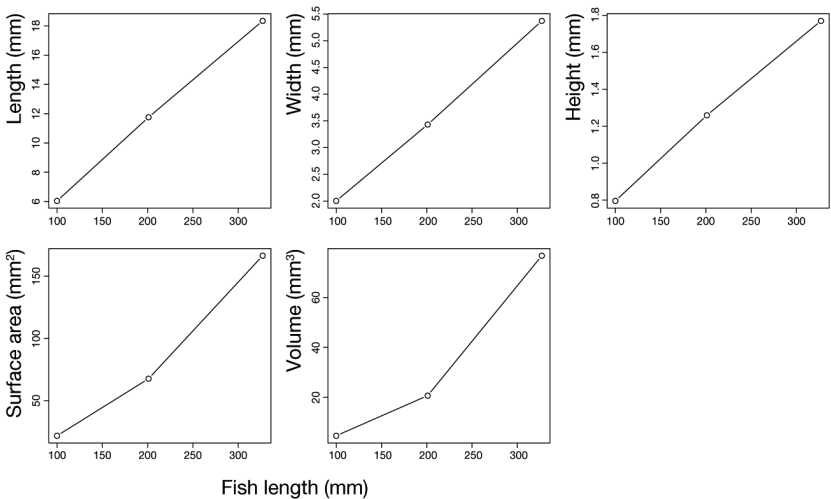 Length (mm)
18
16
14
12
10
8
6
100 150 200 250 300
Width (mm)
5.5
5.0
4.5
4.0
3.5
3.0
2.5
2.0
100 150 200 250 300
Height (mm)
1.8
1.6
1.4
1.2
1.0
0.8
100 150 200 250 300
Surface area (mm²)
150
100
50
100 150 200 250 300
Volume (mm³)
60
40
20
100 150 200 250 300
Fish length (mm)